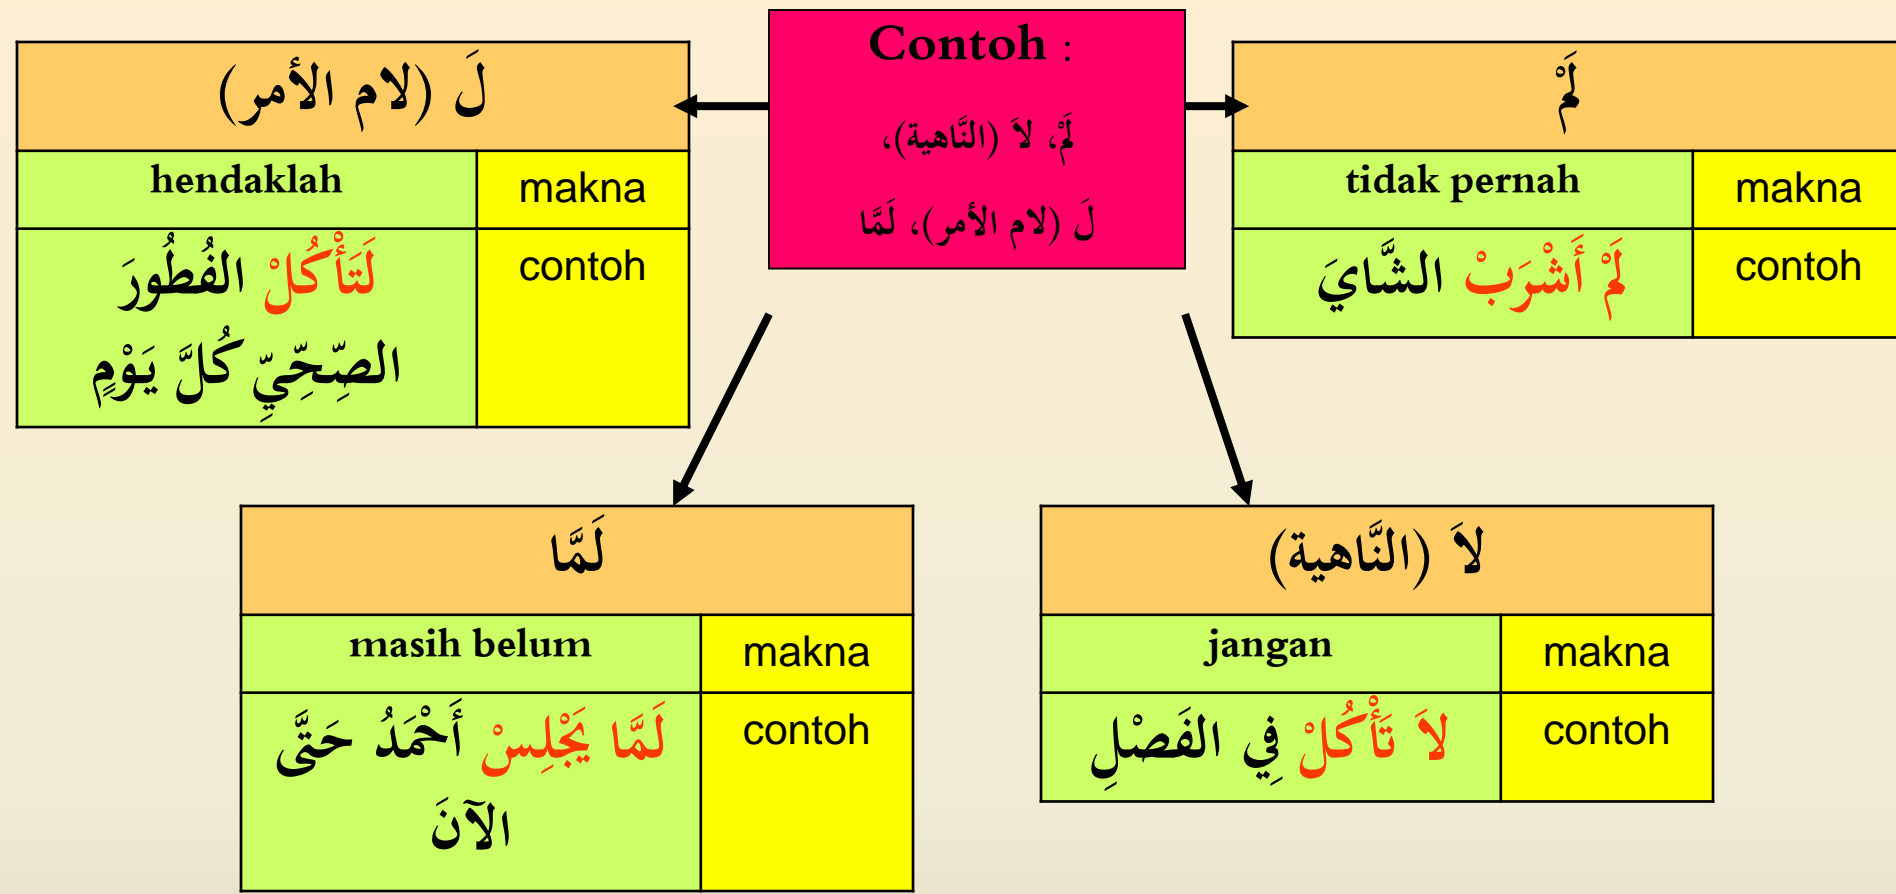 Contoh :
لَمْ، لاَ (النَّاهية)،
لَ (لام الأمر)، لَمَّا
لَ (لام الأمر)
hendaklah
makna
لَتَأْكُلْ الفُطُورَ
الصِّحِّيِّ كُلَّ يَوْمٍ
contoh
لَمْ
tidak pernah
makna
لَمْ أَشْرَبْ الشَّايَ
contoh
لَمَّا
masih belum
makna
لَمَّا يَجْلِسْ أَحْمَدُ حَتَّى
الآنَ
contoh
لاَ (النَّاهية)
jangan
makna
لاَ تَأْكُلْ فِي الفَصْلِ
contoh